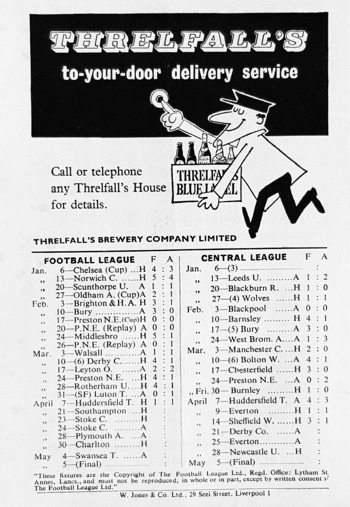 THRELFALL'S
to-your-door delivery service
THRELFALL'S
BLUE LABEL
Call or telephone
any Threlfall's House
for details.
THRELFALL'S BREWERY COMPANY LIMITED
FOOTBALL LEAGUE F A
Jan. 6—Chelsea (Cup) ...H 4 : 3
„ 13—Norwich C. ......H 5 : 4
„ 20—Scunthorpe U. A 1 : 1
„ 27—Oldham A. (Cup)A 2 : 1
Feb. 3—Brighton & H.A. H 3 : 1
„ 10—Bury ..............A 3 : 0
„ 17—Preston N.E.(Cup)H 0 : 0
„ 20—P.N.E. (Replay) A 0 : 0
„ 24—Middlesbro .......H 5 : 1
„ 26—P.N.E. (Replay) A 0 : 1
Mar. 3—Walsall ...........A 1 : 1
„ 10—(6) Derby C. ....H 4 : 1
„ 17—Leyton O. ........A 2 : 2
„ 24—Preston N.E. ....H 4 : 1
„ 28—Rotherham U. H 4 : 1
„ 31—(SF) Luton T. ...A 0 : 1
April 7—Huddersfield T. H 1 : 1
„ 21—Southampton H :
„ 23—Stoke C. ........H :
„ 24—Stoke C. ........A :
„ 28—Plymouth A. ...A :
„ 30—Charlton ........H :
May 4—Swansea T. ......A :
„ 5—(Final) ............ :
CENTRAL LEAGUE F A
Jan. 6—(3) ................ :
„ 13—Leeds U. .........A 1 : 2
„ 20—Blackburn R. ...H 1 : 0
„ 27—(4) Wolves ......H 1 : 1
Feb. 3—Blackpool ........A 0 : 0
„ 10—Barnsley .........H 4 : 1
„ 17—(5) Bury .........A 3 : 0
„ 24—West Brom. A....A 1 : 3
Mar. 3—Manchester C....H 2 : 0
„ 10—(6) Bolton W. ...A 4 : 1
„ 17—Chesterfield ....H 3 : 0
„ 24—Preston N.E. ....A 0 : 2
„ Fri. 30—Burnley .........H 1 : 0
April 7—Huddersfield T. A 4 : 3
„ 9—Everton ..........H 1 : 1
„ 14—Sheffield W. ....H 3 : 1
„ 21—Derby Co. .......A :
„ 25—Everton...........A :
„ 28—Newcastle U. ...H :
May 5—(Final) ............ :
"These fixtures are the Copyright of The Football League Ltd., Regd. Office: Lytham St
Annes, Lancs., and must not be reproduced, in whole or in part, except by written consent
The Football League Ltd."
W. Jones & Co. Ltd., 29 Seel Street, Liverpool 1